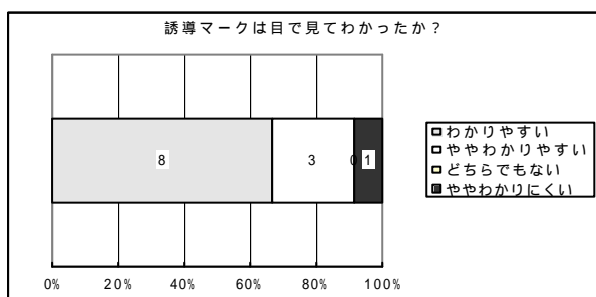 誘導マークは目で見てわかったか？
8 3 0 1
わかりやすい
ややわかりやすい
どちらでもない
ややわかりにくい
0% 20% 40% 60% 80% 100%